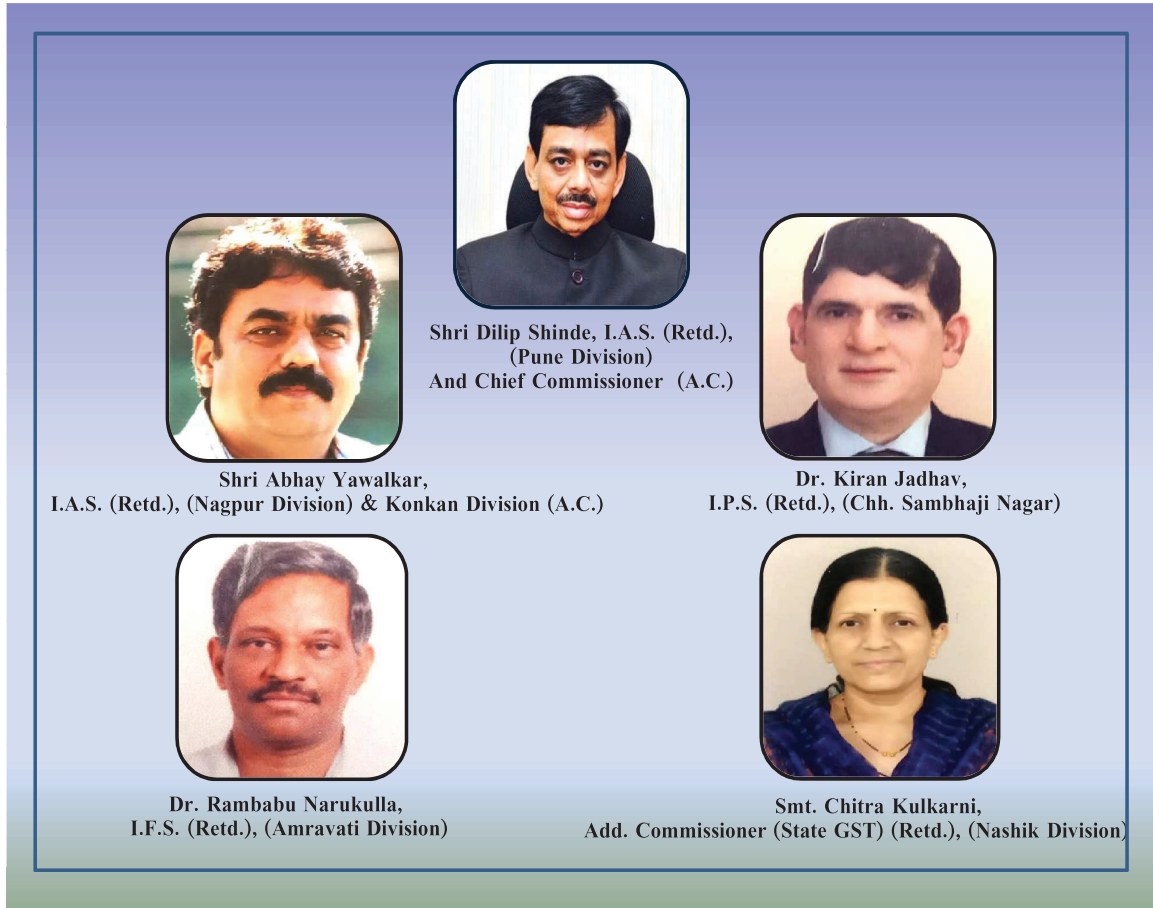 Shri Dilip Shinde, I.A.S. (Retd.),
(Pune Division)
And Chief Commissioner (A.C.)
Shri Abhay Yawalkar,
I.A.S. (Retd.), (Nagpur Division) & Konkan Division (A.C.)
Dr. Kiran Jadhav,
I.P.S. (Retd.), (Chh. Sambhaji Nagar)
Dr. Rambabu Narukulla,
I.F.S. (Retd.), (Amravati Division)
Smt. Chitra Kulkarni,
Add. Commissioner (State GST) (Retd.), (Nashik Division)